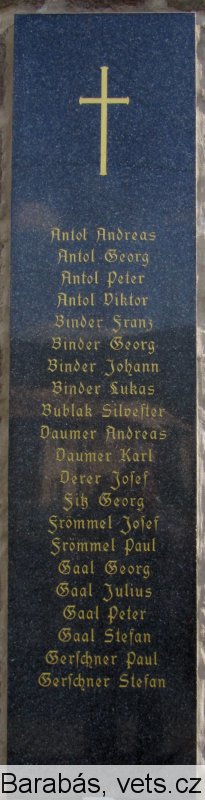 Antol Andreas
Antol Georg
Antol Peter
Antol Viktor
Binder Franz
Binder Georg
Binder Johann
Binder Lukas
Bublak Silvester
Daumer Andreas
Daumer Karl
Derer Josef
Fitz Georg
Frömmel Josef
Frömmel Paul
Gaal Georg
Gaal Julius
Gaal Peter
Gaal Stefan
Gerschner Paul
Gerschner Stefan
Barabás, vets.cz